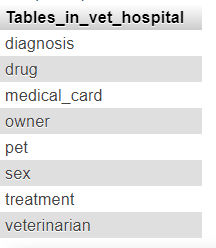 Tables_in_vet_hospital
diagnosis
drug
medical_card
owner
pet
sex
treatment
veterinarian